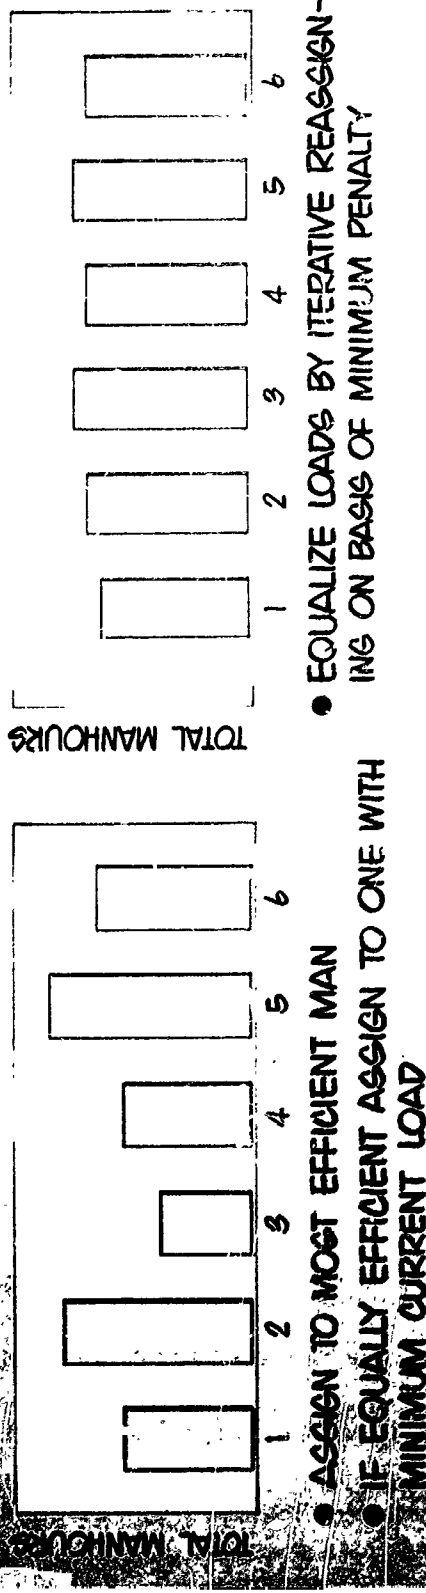 TOTAL MANHOURS
1 2 3 4 5 6
• ASSIGN TO MOST EFFICIENT MAN
• IF EQUALLY EFFICIENT ASSIGN TO ONE WITH
MINIMUM CURRENT LOAD
TOTAL MANHOURS
1 2 3 4 5 6
• EQUALIZE LOADS BY ITERATIVE REASSIGN-
ING ON BASIS OF MINIMUM PENALTY